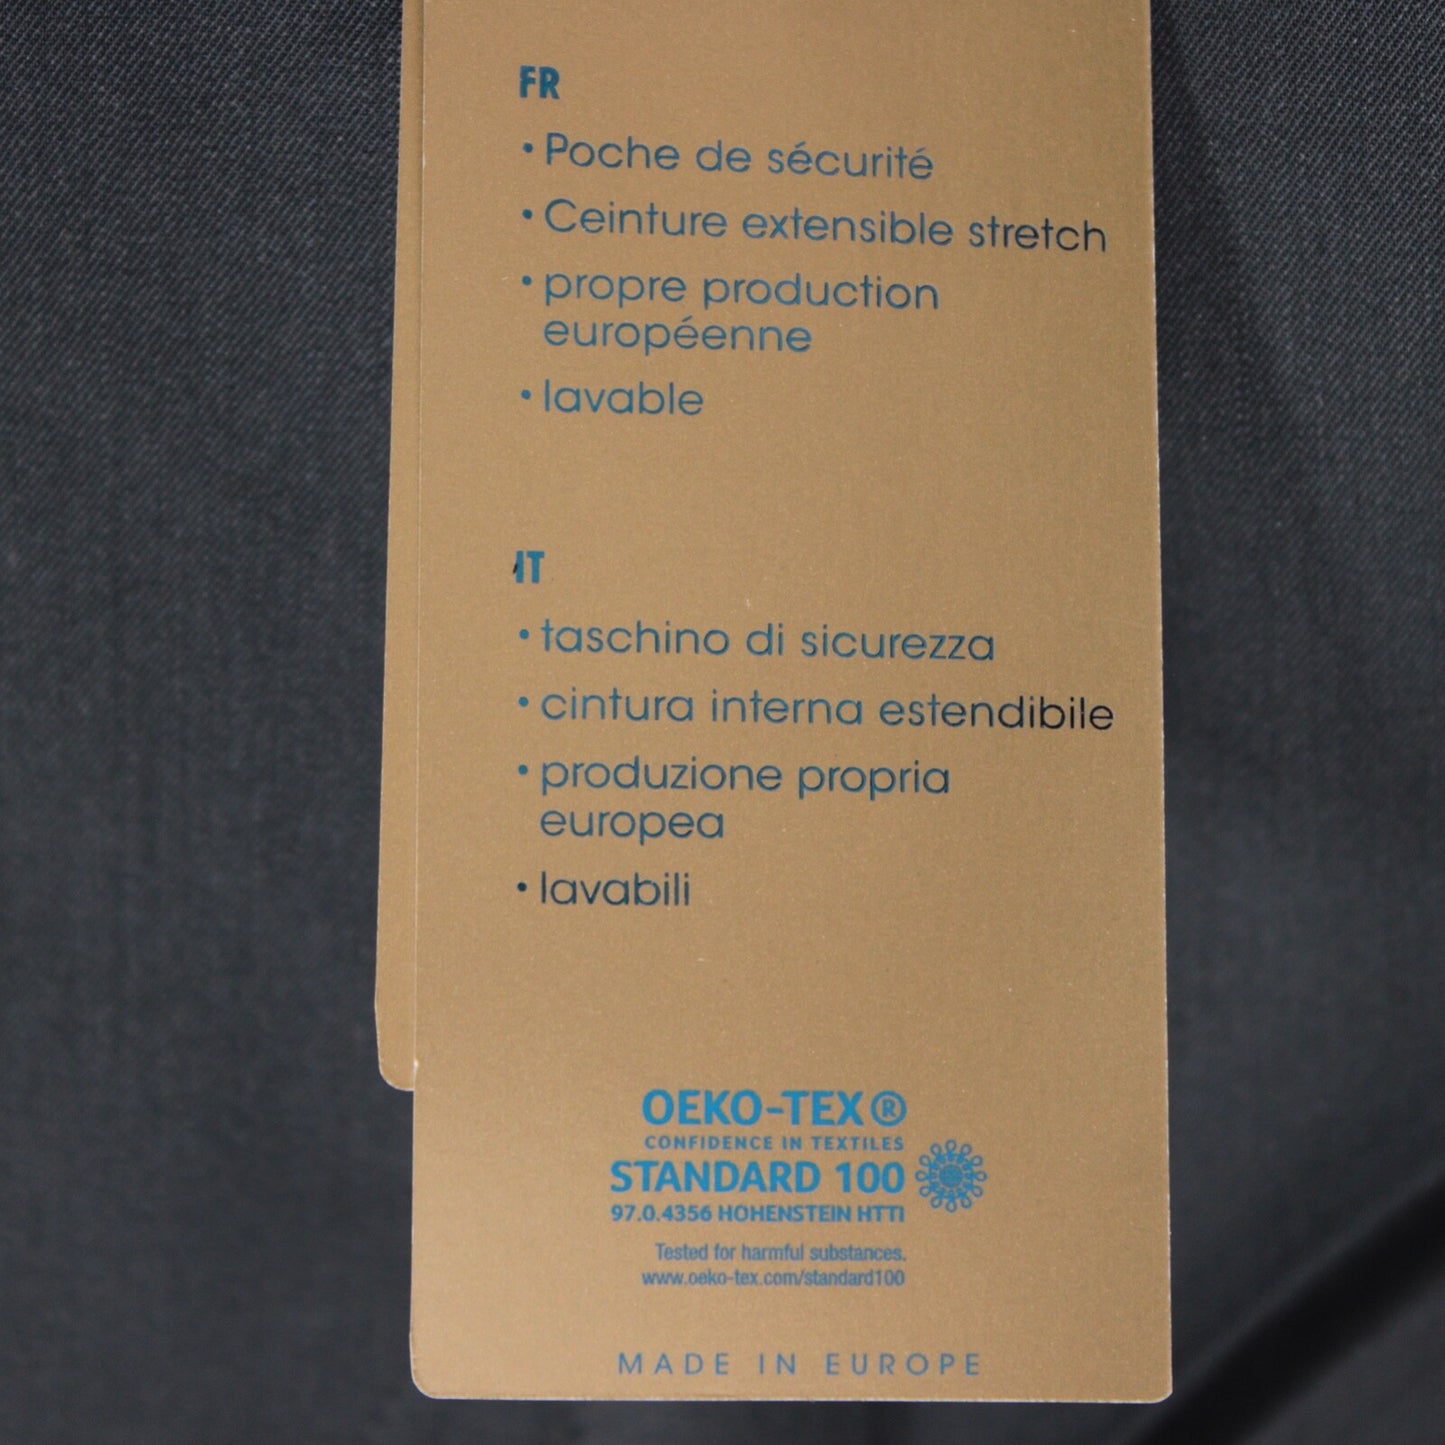 FR
• Poche de sécurité
• Ceinture extensible stretch
• propre production
européenne
• lavable
IT
• taschino di sicurezza
• cintura interna estendibile
• produzione propria
europea
• lavabili
OEKO-TEX®
CONFIDENCE IN TEXTILES
STANDARD 100
97.0.4356 HOHENSTEIN HTTI
Tested for harmful substances.
www.oeko-tex.com/standard100
MADE IN EUROPE